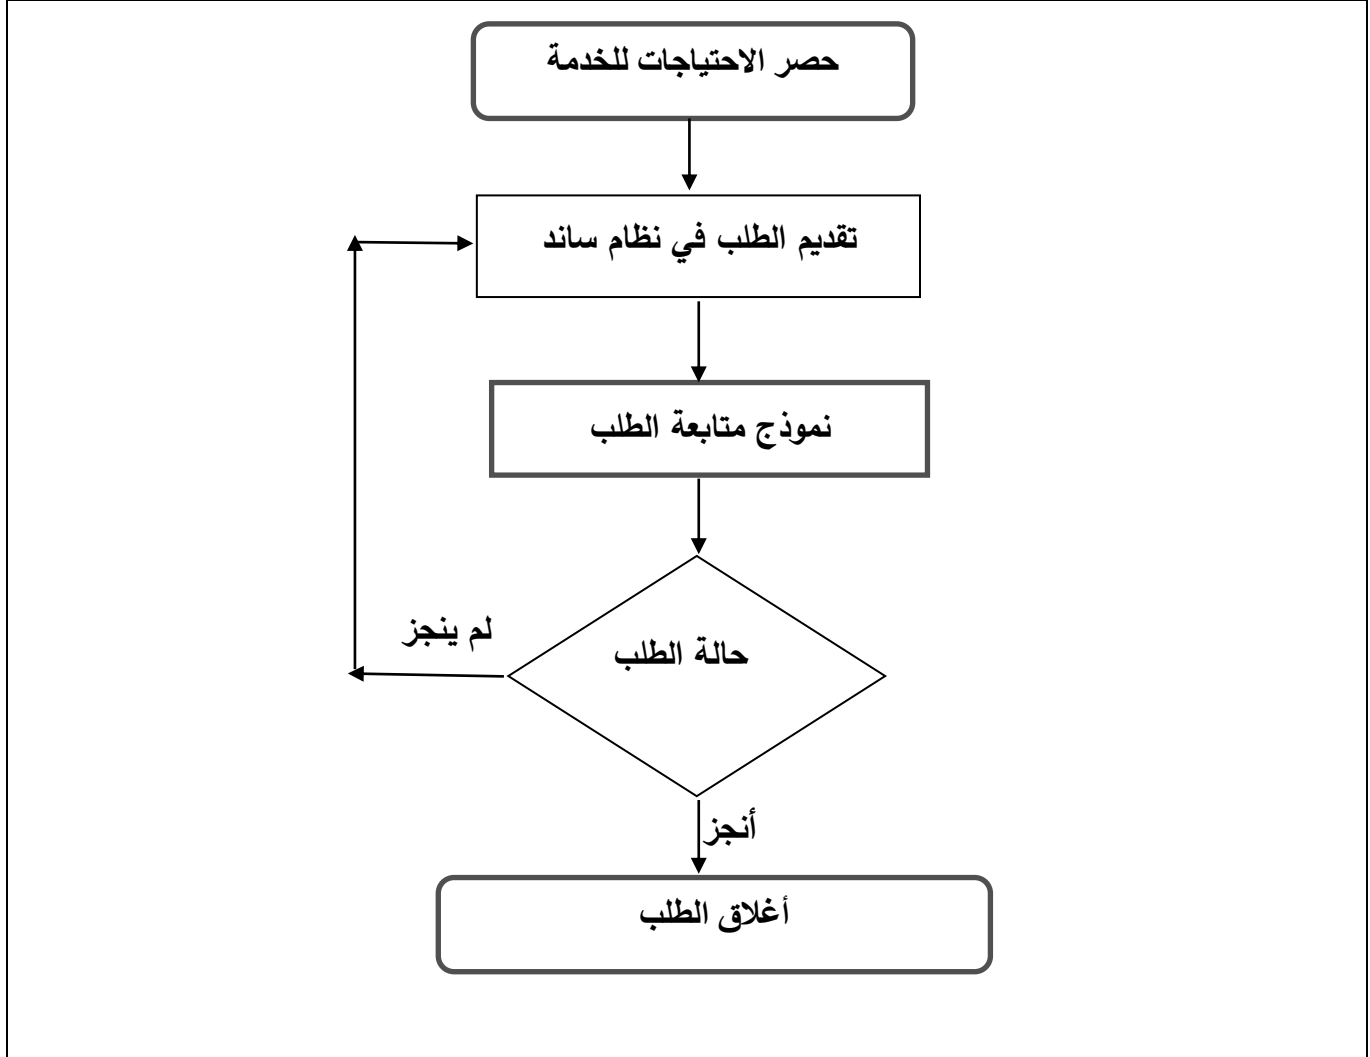 حصر الاحتياجات للخدمة
تقديم الطلب في نظام ساند
نموذج متابعة الطلب
لم ينجز
حالة الطلب
أنجز
أغلاق الطلب